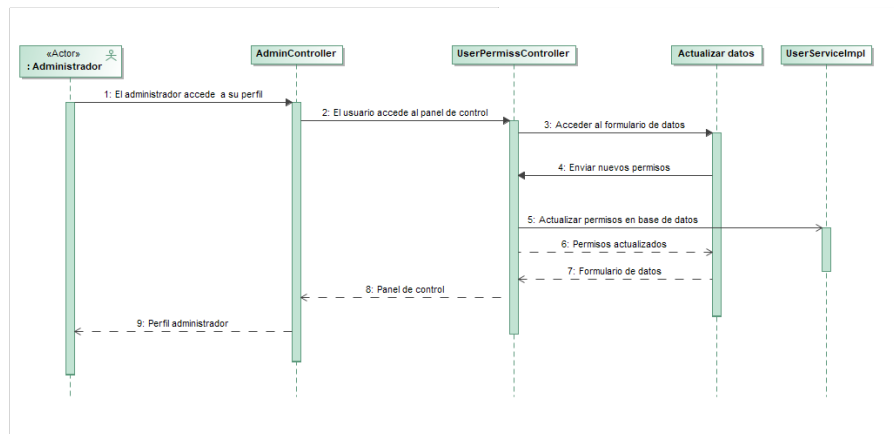 «Actor»
: Administrador
AdminController
UserPermissController
Actualizar datos
UserServiceImpl
1: El administrador accede a su perfil
2: El usuario accede al panel de control
3: Acceder al formulario de datos
4: Enviar nuevos permisos
5: Actualizar permisos en base de datos
6: Permisos actualizados
7: Formulario de datos
8: Panel de control
9: Perfil administrador